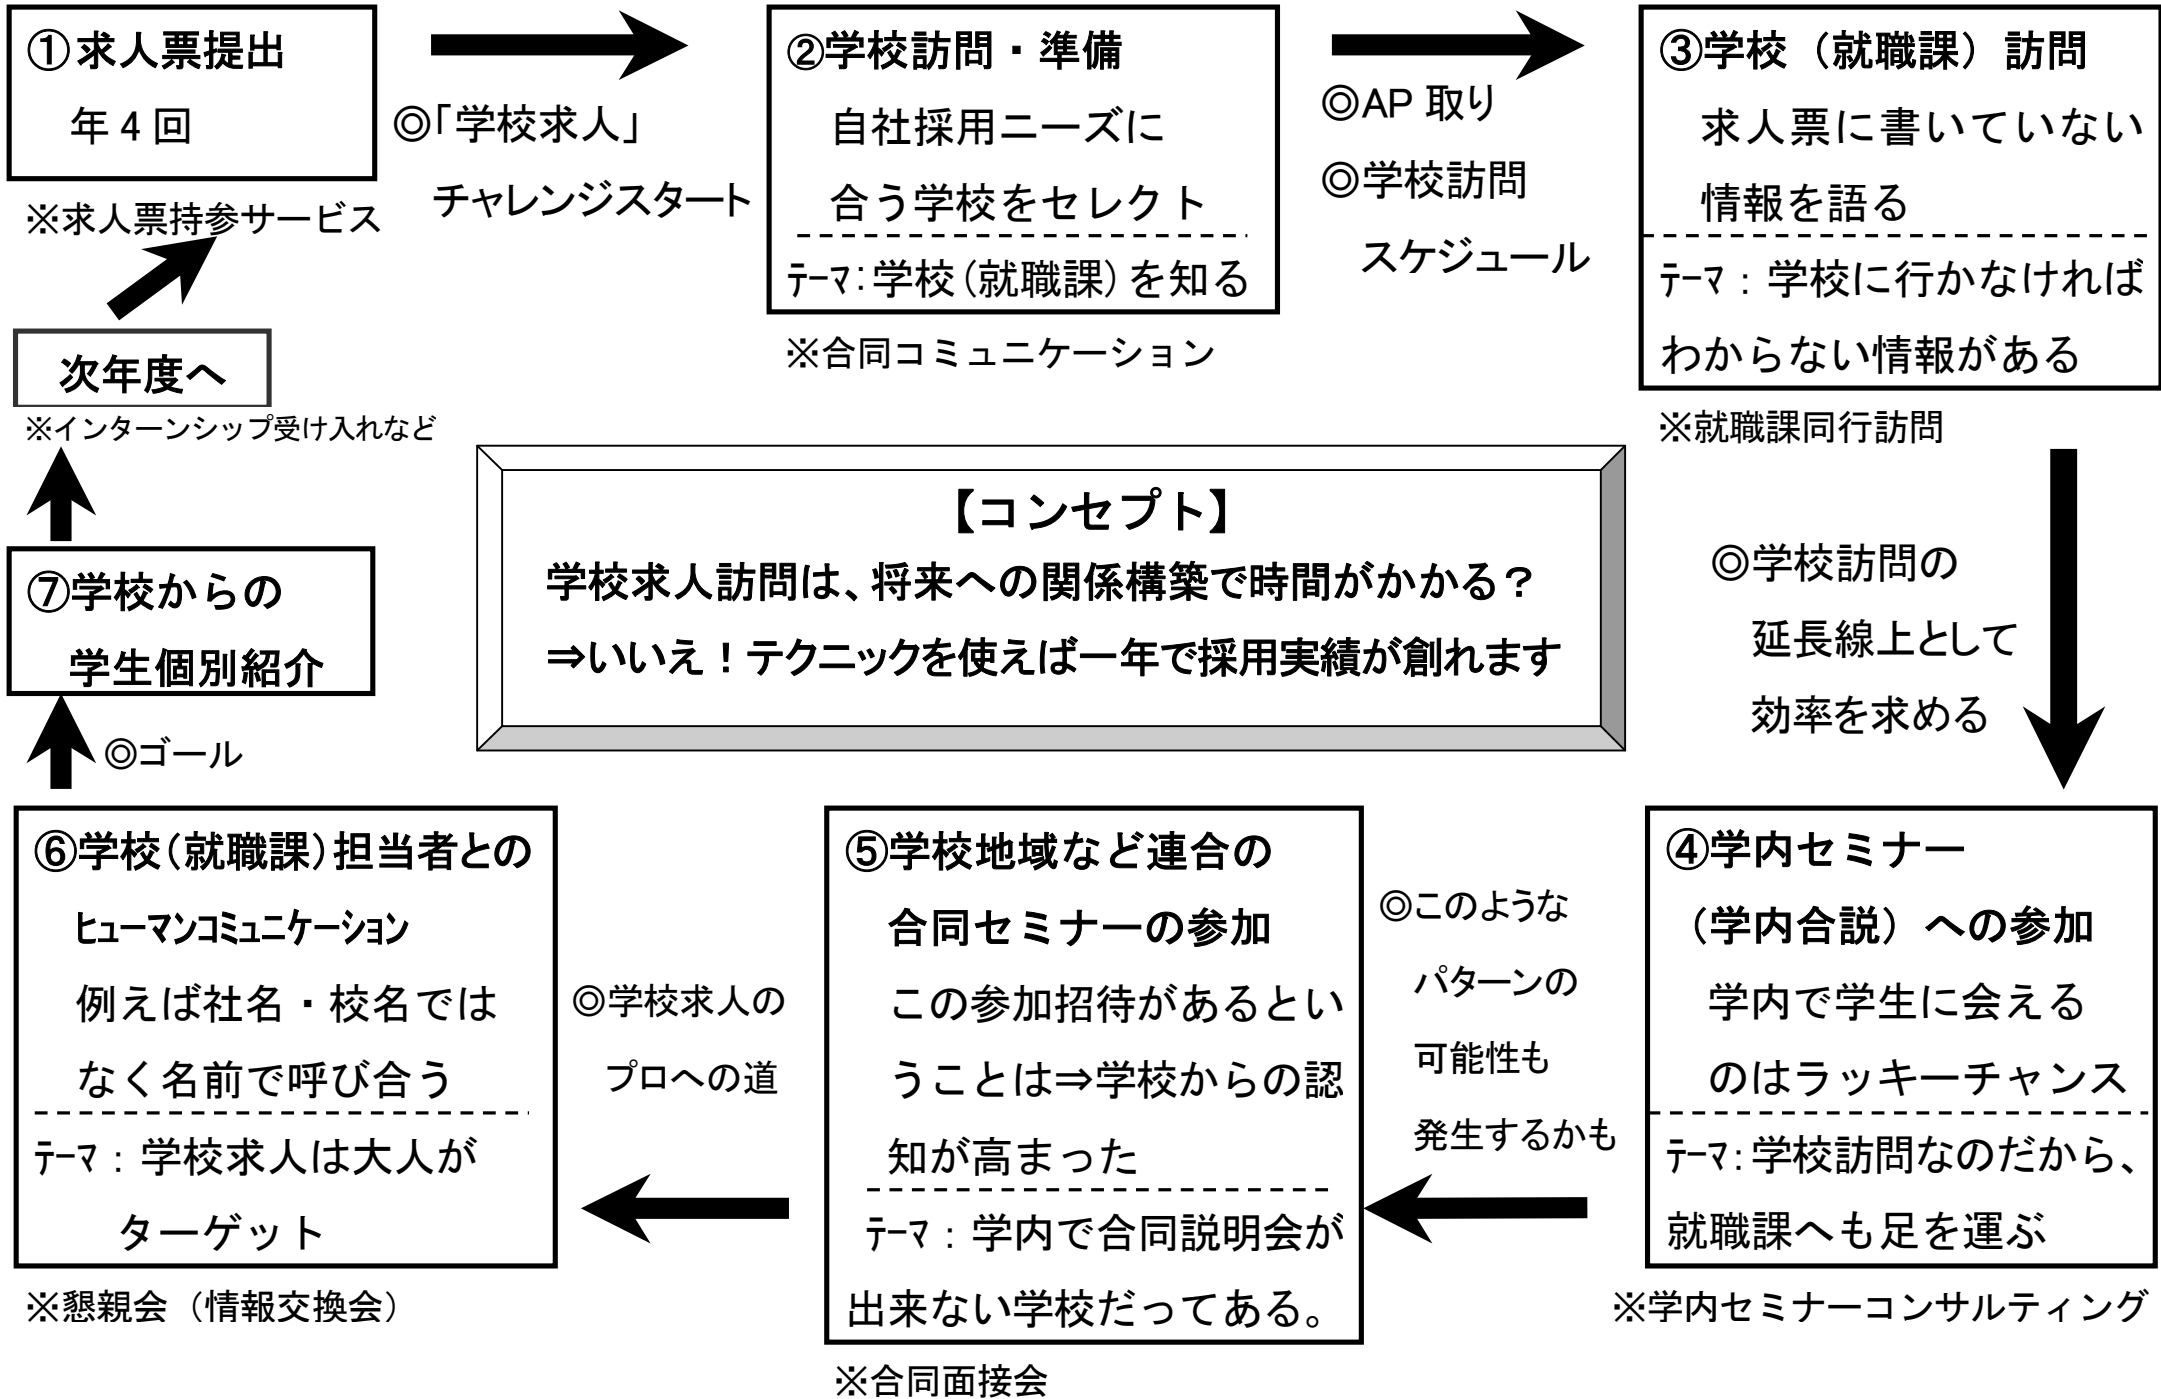 ①求人票提出
年４回
※求人票持参サービス
◎「学校求人」
チャレンジスタート
②学校訪問・準備
自社採用ニーズに
合う学校をセレクト
ﾃｰﾏ：学校（就職課）を知る
※合同コミュニケーション
◎AP 取り
◎学校訪問
スケジュール
③学校（就職課）訪問
求人票に書いていない
情報を語る
ﾃｰﾏ：学校に行かなければ
わからない情報がある
※就職課同行訪問
◎学校訪問の
延長線上として
効率を求める
④学内セミナー
（学内合説）への参加
学内で学生に会える
のはラッキーチャンス
ﾃｰﾏ：学校訪問なのだから、
就職課へも足を運ぶ
※学内セミナーコンサルティング
◎このような
パターンの
可能性も
発生するかも
⑤学校地域など連合の
合同セミナーの参加
この参加招待があるとい
うことは⇒学校からの認
知が高まった
ﾃｰﾏ：学内で合同説明会が
出来ない学校だってある。
※合同面接会
◎学校求人の
プロへの道
⑥学校（就職課）担当者との
ﾋｭｰﾏﾝｺﾐｭﾆｹｰｼｮﾝ
例えば社名・校名では
なく名前で呼び合う
ﾃｰﾏ：学校求人は大人が
ターゲット
※懇親会（情報交換会）
◎ゴール
⑦学校からの
学生個別紹介
次年度へ
※インターンシップ受け入れなど
【コンセプト】
学校求人訪問は、将来への関係構築で時間がかかる？
⇒いいえ！テクニックを使えば一年で採用実績が創れます